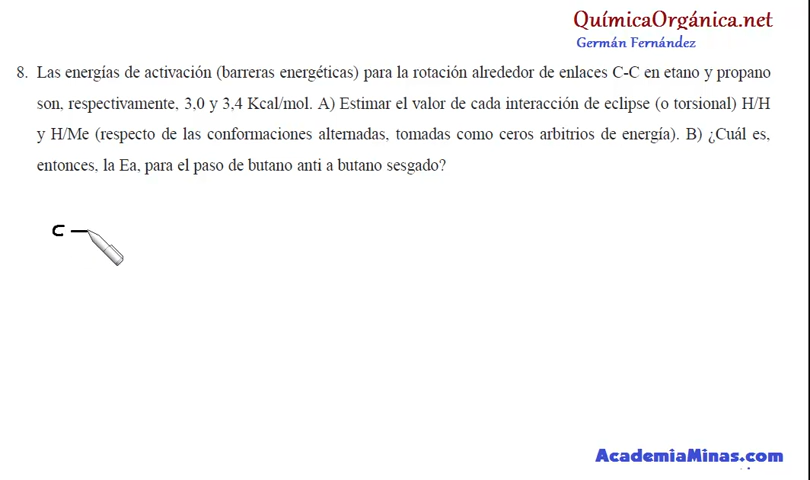 QuímicaOrgánica.net
Germán Fernández
8. Las energías de activación (barreras energéticas) para la rotación alrededor de enlaces C-C en etano y propano
son, respectivamente, 3,0 y 3,4 Kcal/mol. A) Estimar el valor de cada interacción de eclipse (o torsional) H/H
y H/Me (respecto de las conformaciones alternadas, tomadas como ceros arbitrios de energía). B) ¿Cuál es,
entonces, la Ea, para el paso de butano anti a butano sesgado?
C –
AcademiaMinas.com